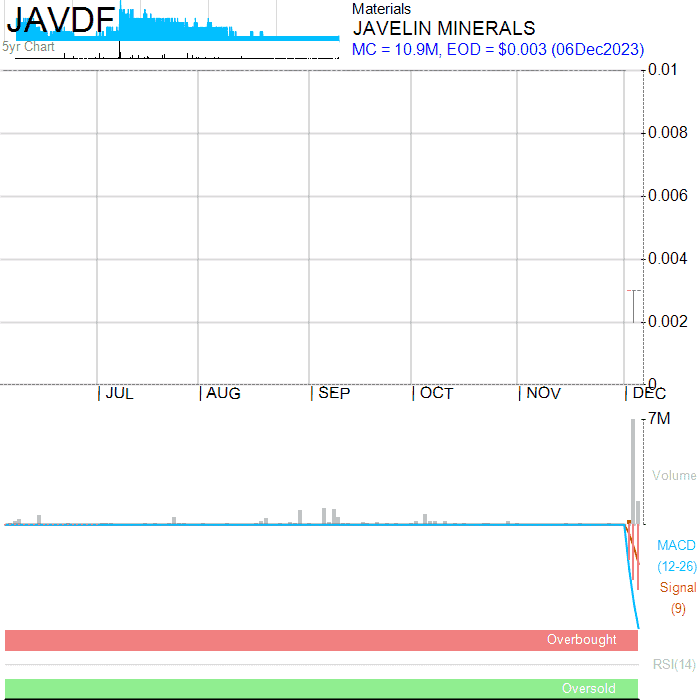 JAVDF
5yr Chart
Materials
JAVELIN MINERALS
MC = 10.9M, EOD = $0.003 (06Dec2023)
0.01
0.008
0.006
0.004
0.002
0
JUL AUG SEP OCT NOV DEC
7M
Volume
MACD
(12-26)
Signal
(9)
Overbought
RSI(14)
Oversold